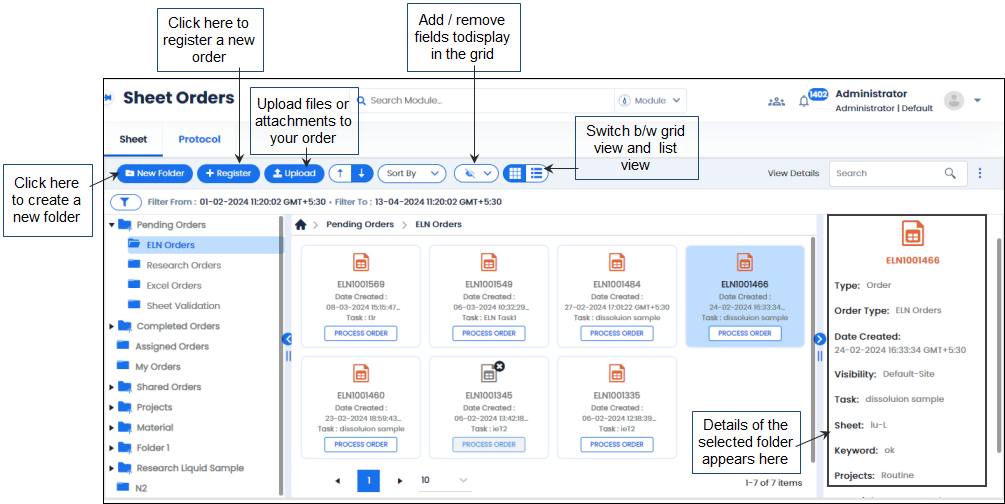 Click here to
register a new
order
Add / remove
fields todisplay
in the grid
Upload files or
attachments to
your order
Switch b/w grid
view and list
view
Click here
to create a
new folder
Details of the
selected folder
appears here
Sheet Orders
Search Module...
Module
1402
Administrator
Administrator | Default
Sheet
Protocol
New Folder
Register
Upload
Sort By
View Details
Search
Filter From : 01-02-2024 11:20:02 GMT+5:30 • Filter To : 13-04-2024 11:20:02 GMT+5:30
Pending Orders
ELN Orders
Research Orders
Excel Orders
Sheet Validation
Completed Orders
Assigned Orders
My Orders
Shared Orders
Projects
Material
Folder 1
Research Liquid Sample
N2
Pending Orders
ELN Orders
ELN1001569
Date Created :
08-03-2024 15:15:47...
Task : t1r
PROCESS ORDER
ELN1001549
Date Created :
06-03-2024 10:32:29...
Task : ELN Task1
PROCESS ORDER
ELN1001484
Date Created :
27-02-2024 17:01:22 GMT+5:30
Task : dissoluion sample
PROCESS ORDER
ELN1001466
Date Created :
24-02-2024 16:33:34...
Task : dissoluion sample
PROCESS ORDER
ELN1001460
Date Created :
23-02-2024 18:59:43...
Task : dissoluion sample
PROCESS ORDER
ELN1001345
Date Created :
06-02-2024 13:42:18...
Task : ioT2
PROCESS ORDER
ELN1001335
Date Created :
06-02-2024 12:18:39...
Task : ioT2
PROCESS ORDER
1
10
1-7 of 7 items
ELN1001466
Type: Order
Order Type: ELN Orders
Date Created:
24-02-2024 16:33:34 GMT+5:30
Visibility: Default-Site
Task: dissoluion sample
Sheet: lu-L
Keyword: ok
Projects: Routine